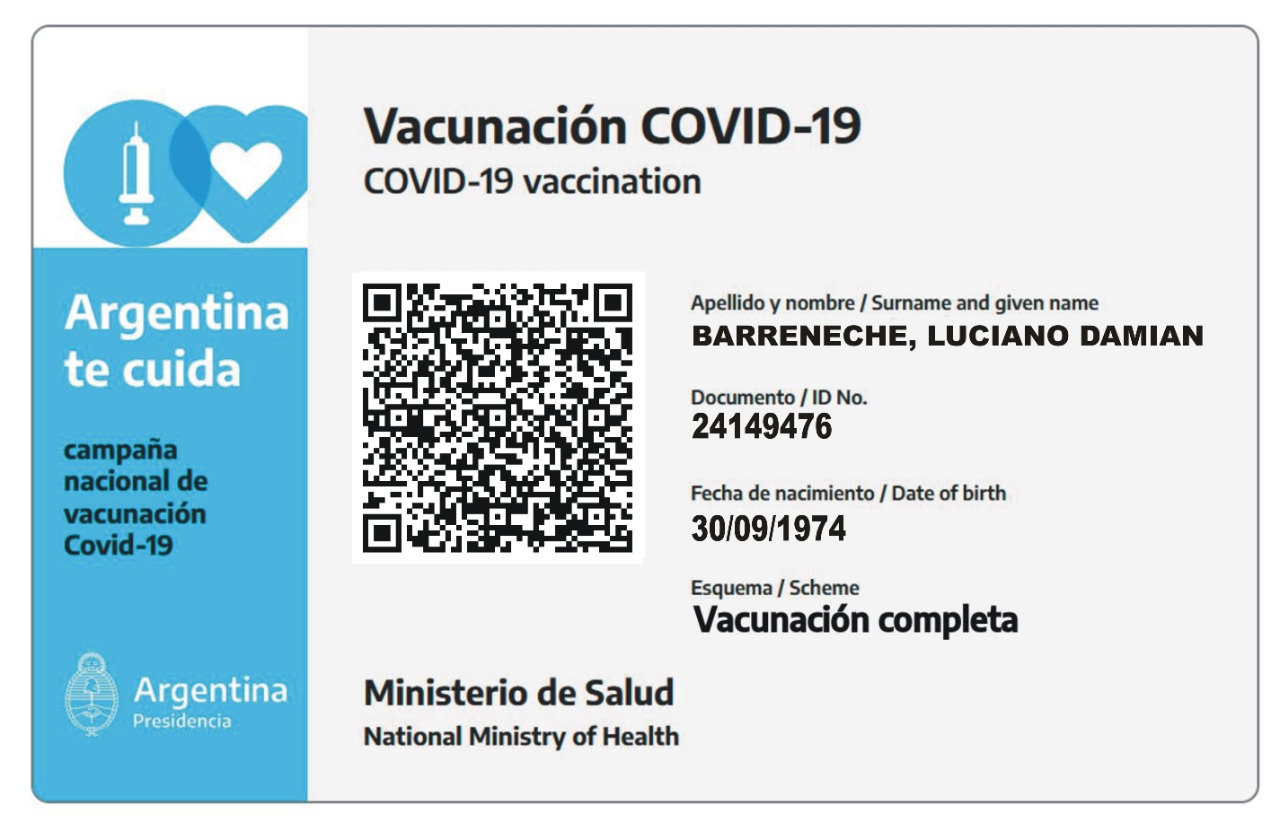 Vacunación COVID-19
COVID-19 vaccination
Argentina
te cuida
campaña
nacional de
vacunación
Covid-19
Argentina
Presidencia
Apellido y nombre / Surname and given name
BARRENECHE, LUCIANO DAMIAN
Documento / ID No.
24149476
Fecha de nacimiento / Date of birth
30/09/1974
Esquema / Scheme
Vacunación completa
Ministerio de Salud
National Ministry of Health